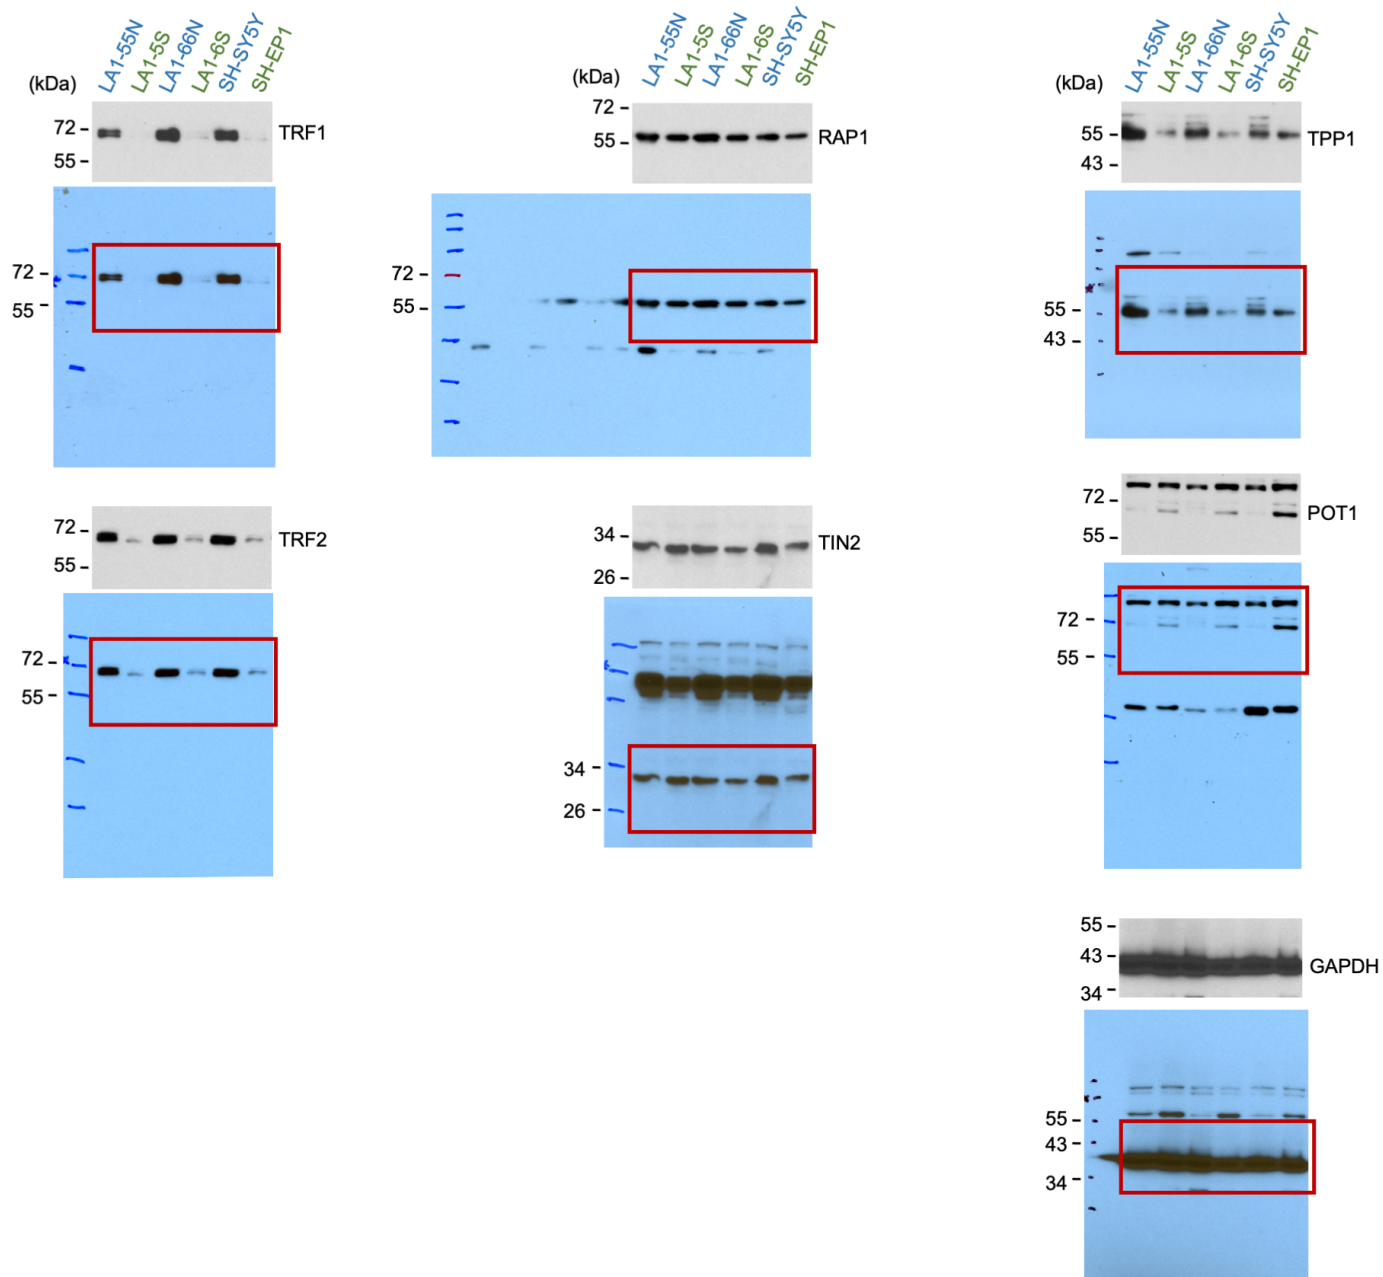 (kDa)
LA1-55N
LA1-5S
LA1-66N
LA1-6S
SH-SY5Y
SH-EP1
72
55
TRF1
72
55
72
55
TRF2
72
55
(kDa)
LA1-55N
LA1-5S
LA1-66N
LA1-6S
SH-SY5Y
SH-EP1
72
55
RAP1
72
55
34
26
TIN2
34
26
(kDa)
LA1-55N
LA1-5S
LA1-66N
LA1-6S
SH-SY5Y
SH-EP1
55
43
TPP1
55
43
72
55
POT1
72
55
55
43
34
GAPDH
55
43
34